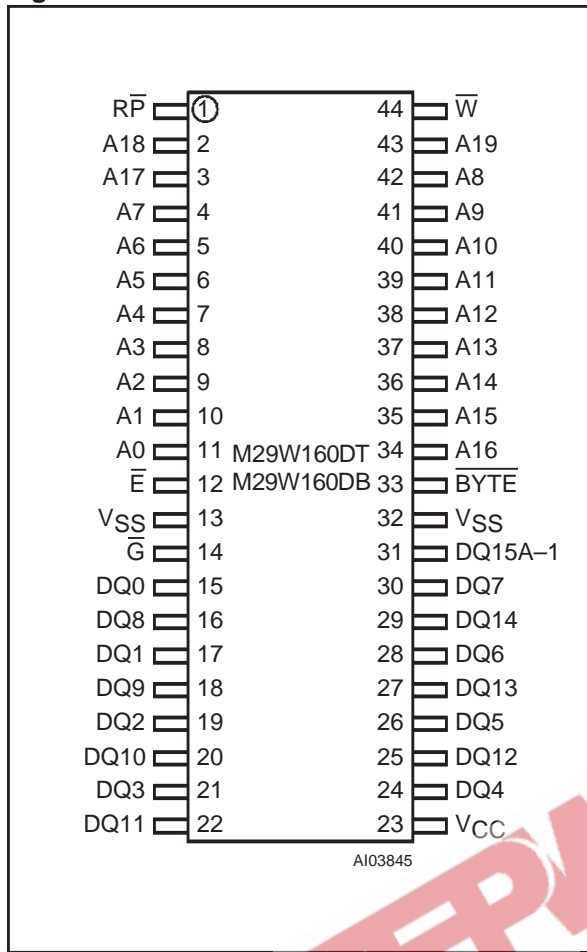 RP̅ 1 44 W̅
A18 2 43 A19
A17 3 42 A8
A7 4 41 A9
A6 5 40 A10
A5 6 39 A11
A4 7 38 A12
A3 8 37 A13
A2 9 36 A14
A1 10 35 A15
A0 11 M29W160DT 34 A16
E̅ 12 M29W160DB 33 B̅Y̅T̅E̅
VSS 13 32 VSS
G̅ 14 31 DQ15A–1
DQ0 15 30 DQ7
DQ8 16 29 DQ14
DQ1 17 28 DQ6
DQ9 18 27 DQ13
DQ2 19 26 DQ5
DQ10 20 25 DQ12
DQ3 21 24 DQ4
DQ11 22 23 VCC
AI03845